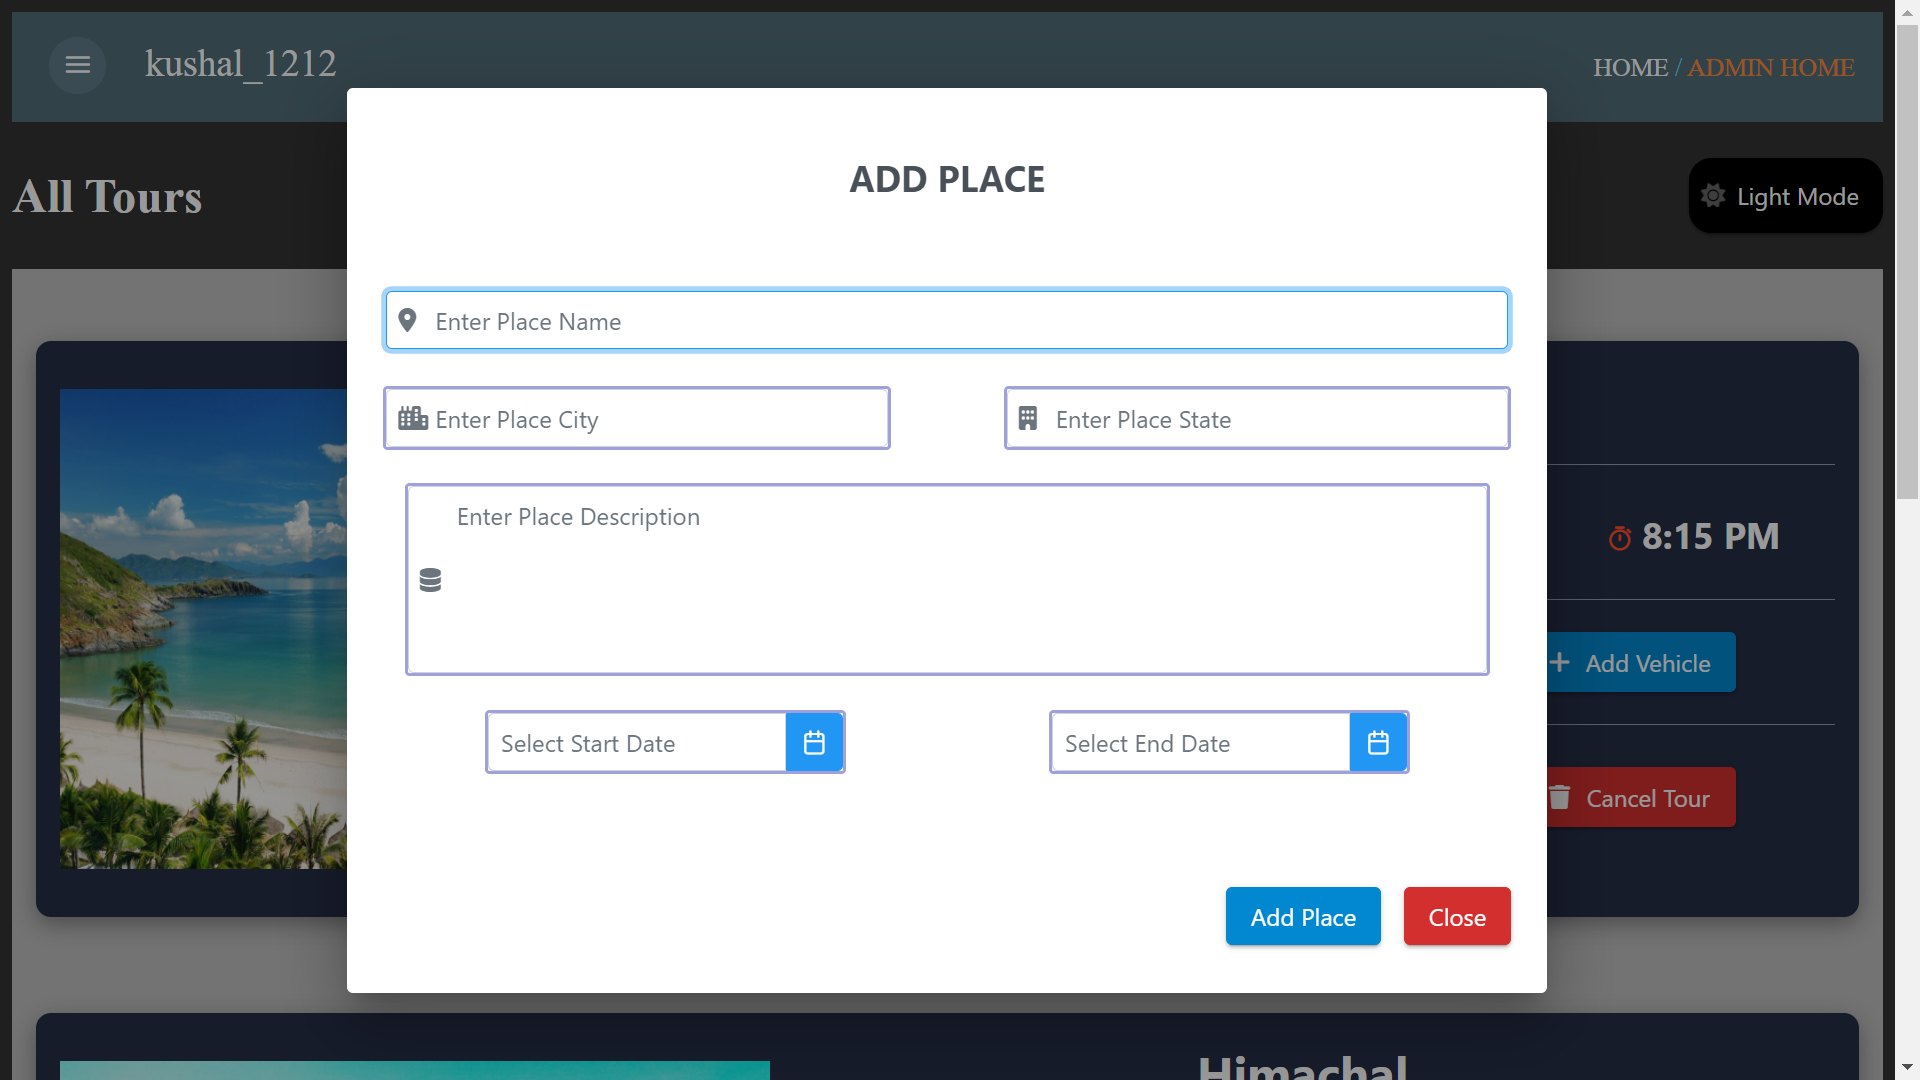 kushal_1212
HOME / ADMIN HOME
All Tours
Light Mode
ADD PLACE
Enter Place Name
Enter Place City
Enter Place State
Enter Place Description
8:15 PM
Add Vehicle
Select Start Date
Select End Date
Cancel Tour
Add Place
Close
Himachal